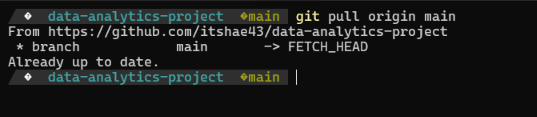 � data-analytics-project �main git pull origin main
From https://github.com/itshae43/data-analytics-project
* branch main -> FETCH_HEAD
Already up to date.
� data-analytics-project �main